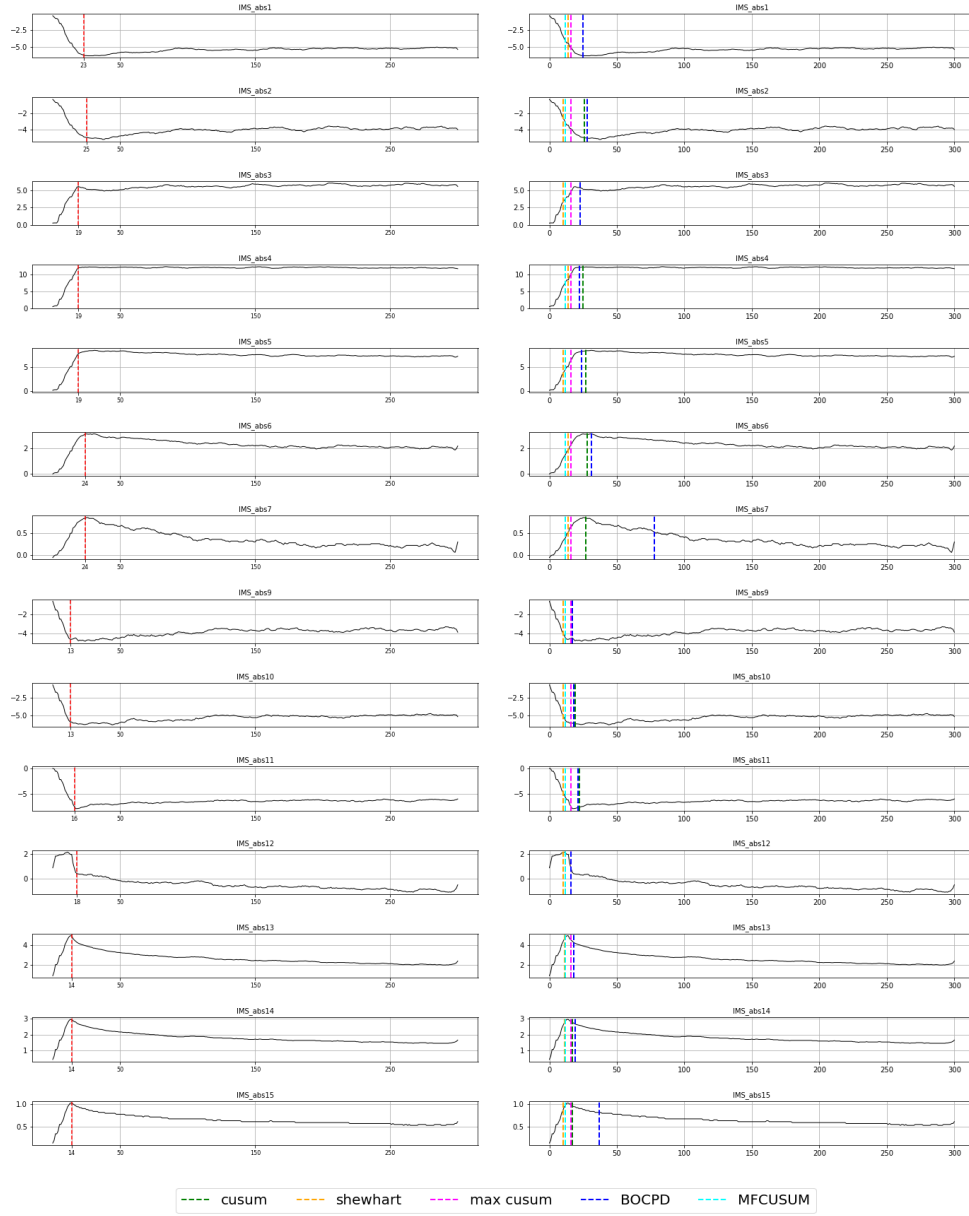 IMS_abs1 IMS_abs1
−2.5 −2.5
−5.0 −5.0
23 50 150 250 0 50 100 150 200 250 300
IMS_abs2 IMS_abs2
−2 −2
−4 −4
25 50 150 250 0 50 100 150 200 250 300
IMS_abs3 IMS_abs3
5.0 5.0
2.5 2.5
0.0 0.0
19 50 150 250 0 50 100 150 200 250 300
IMS_abs4 IMS_abs4
10 10
5 5
0 0
19 50 150 250 0 50 100 150 200 250 300
IMS_abs5 IMS_abs5
5 5
0 0
19 50 150 250 0 50 100 150 200 250 300
IMS_abs6 IMS_abs6
2 2
0 0
24 50 150 250 0 50 100 150 200 250 300
IMS_abs7 IMS_abs7
0.5 0.5
0.0 0.0
24 50 150 250 0 50 100 150 200 250 300
IMS_abs9 IMS_abs9
−2 −2
−4 −4
13 50 150 250 0 50 100 150 200 250 300
IMS_abs10 IMS_abs10
−2.5 −2.5
−5.0 −5.0
13 50 150 250 0 50 100 150 200 250 300
IMS_abs11 IMS_abs11
0 0
−5 −5
16 50 150 250 0 50 100 150 200 250 300
IMS_abs12 IMS_abs12
2 2
0 0
18 50 150 250 0 50 100 150 200 250 300
IMS_abs13 IMS_abs13
4 4
2 2
14 50 150 250 0 50 100 150 200 250 300
IMS_abs14 IMS_abs14
3 3
2 2
1 1
14 50 150 250 0 50 100 150 200 250 300
IMS_abs15 IMS_abs15
1.0 1.0
0.5 0.5
14 50 150 250 0 50 100 150 200 250 300
cusum shewhart max cusum BOCPD MFCUSUM